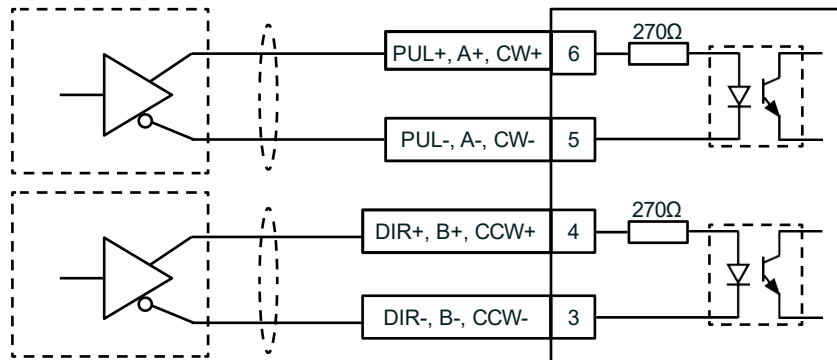 270Ω
PUL+, A+, CW+ 6
PUL-, A-, CW- 5
270Ω
DIR+, B+, CCW+ 4
DIR-, B-, CCW- 3